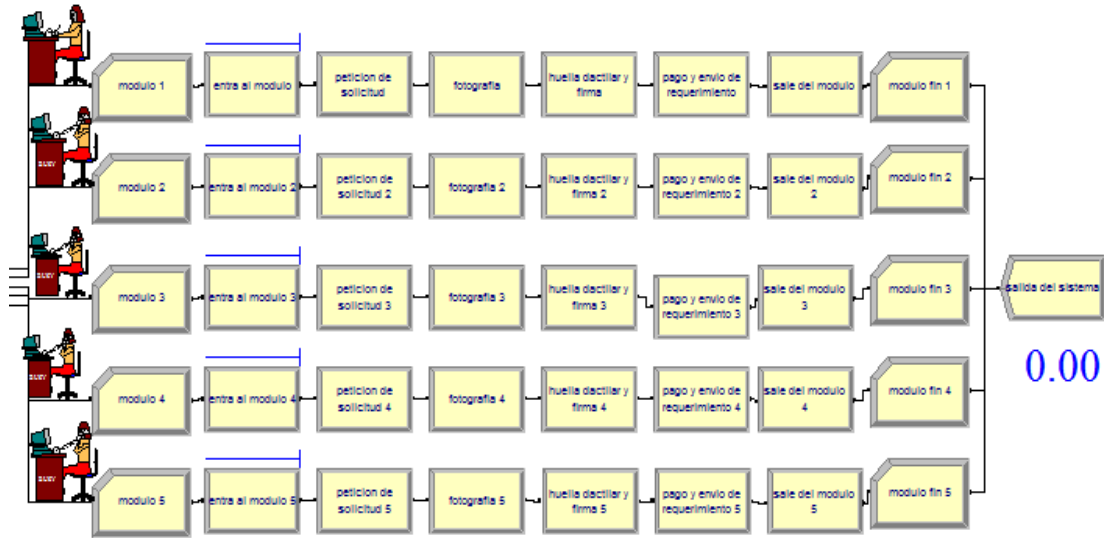 modulo 1
entra al modulo
peticion de
solicitud
fotografia
huella dactilar y
firma
pago y envio de
requerimiento
sale del modulo
modulo fin 1
BUSY
modulo 2
entra al modulo 2
peticion de
solicitud 2
fotografia 2
huella dactilar y
firma 2
pago y envio de
requerimiento 2
sale del modulo
2
modulo fin 2
BUSY
modulo 3
entra al modulo 3
peticion de
solicitud 3
fotografia 3
huella dactilar y
firma 3
pago y envio de
requerimiento 3
sale del modulo
3
modulo fin 3
salida del sistema
0.00
BUSY
modulo 4
entra al modulo 4
peticion de
solicitud 4
fotografia 4
huella dactilar y
firma 4
pago y envio de
requerimiento 4
sale del modulo
4
modulo fin 4
BUSY
modulo 5
entra al modulo 5
peticion de
solicitud 5
fotografia 5
huella dactilar y
firma 5
pago y envio de
requerimiento 5
sale del modulo
5
modulo fin 5